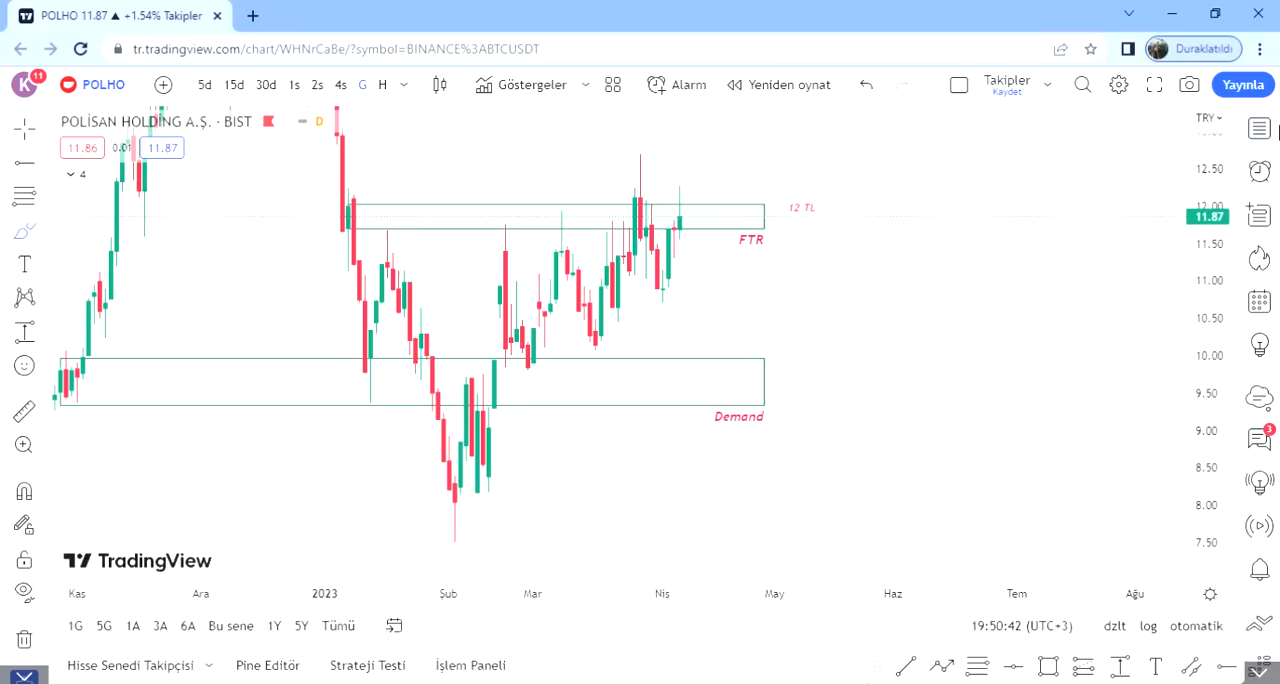 POLHO 11.87 ▲ +1.54% Takipler
tr.tradingview.com/chart/WHNrCaBe/?symbol=BINANCE%3ABTCUSDT
Duraklatıldı
K 11 POLHO 5d 15d 30d 1s 2s 4s G H Göstergeler Alarm Yeniden oynat Takipler Kaydet Yayınla
POLİSAN HOLDİNG A.Ş. · BIST D
TRY
11.86 0.01 11.87
4
12.50
12.00
12 TL
11.87
FTR
11.50
11.00
10.50
10.00
9.50
Demand
9.00
3
8.50
8.00
7.50
TradingView
Kas Ara 2023 Şub Mar Nis May Haz Tem Ağu
1G 5G 1A 3A 6A Bu sene 1Y 5Y Tümü 19:50:42 (UTC+3) dzlt log otomatik
Hisse Senedi Takipçisi Pine Editör Strateji Testi İşlem Paneli